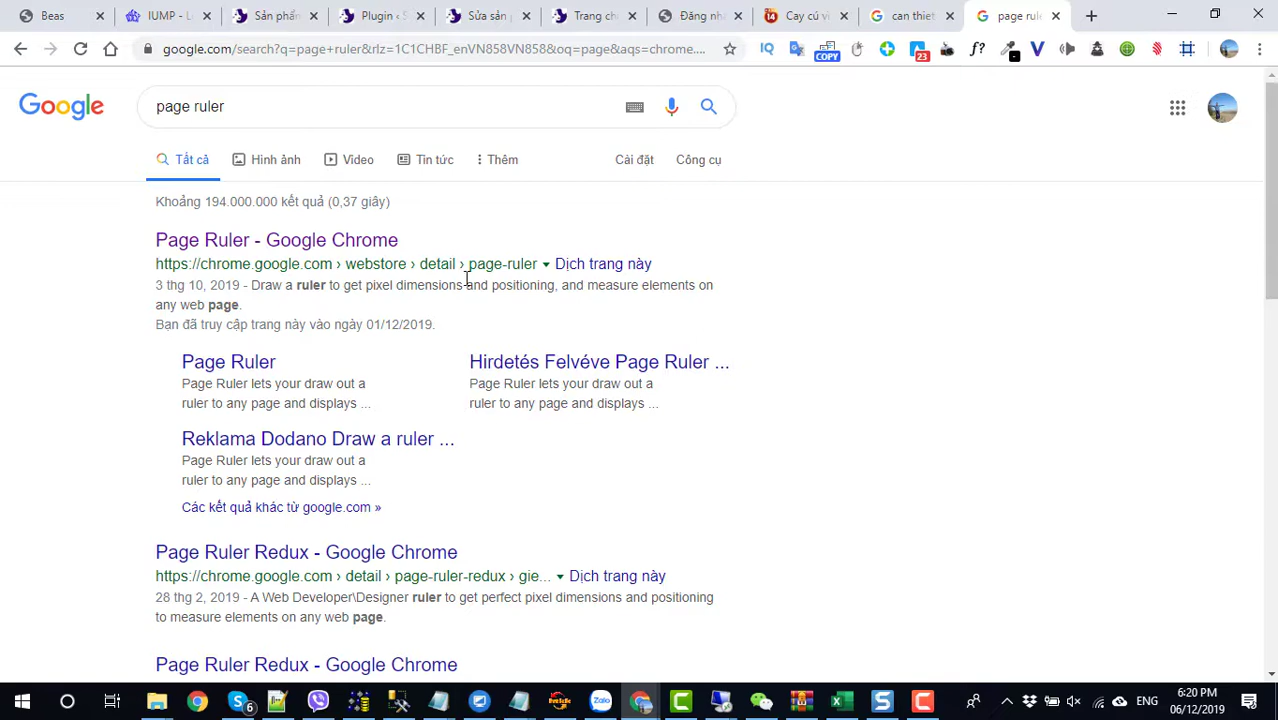 Beas
IUMP - L
Sản phẩm
Plugin ‹ S
Sửa sản p
Trang chủ
Đăng nhậ
Cay cú vì
can thiet
page rule
google.com/search?q=page+ruler&rlz=1C1CHBF_enVN858VN858&oq=page&aqs=chrome....
IQ
COPY
23
f?
Google
page ruler
Tất cả
Hình ảnh
Video
Tin tức
Thêm
Cài đặt
Công cụ
Khoảng 194.000.000 kết quả (0,37 giây)
Page Ruler - Google Chrome
https://chrome.google.com › webstore › detail › page-ruler ▾ Dịch trang này
3 thg 10, 2019 - Draw a ruler to get pixel dimensions and positioning, and measure elements on
any web page.
Bạn đã truy cập trang này vào ngày 01/12/2019.
Page Ruler
Page Ruler lets your draw out a
ruler to any page and displays ...
Hirdetés Felvéve Page Ruler ...
Page Ruler lets your draw out a
ruler to any page and displays ...
Reklama Dodano Draw a ruler ...
Page Ruler lets your draw out a
ruler to any page and displays ...
Các kết quả khác từ google.com »
Page Ruler Redux - Google Chrome
https://chrome.google.com › detail › page-ruler-redux › gie... ▾ Dịch trang này
28 thg 2, 2019 - A Web Developer\Designer ruler to get perfect pixel dimensions and positioning
to measure elements on any web page.
Page Ruler Redux - Google Chrome
6
Zalo
ENG
6:20 PM
06/12/2019